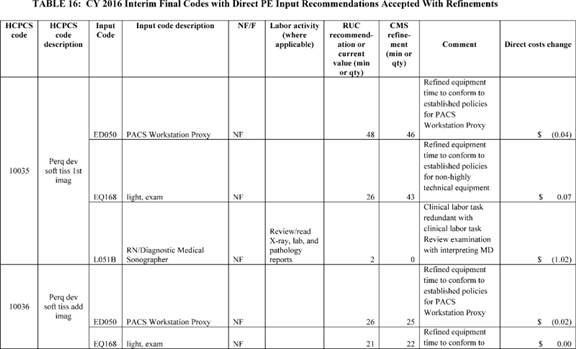 TABLE 16: CY 2016 Interim Final Codes with Direct PE Input Recommendations Accepted With Refinements
HCPCS code | HCPCS code description | Input Code | Input code description | NF/F | Labor activity (where applicable) | RUC recommend-ation or current value (min or qty) | CMS refine-ment (min or qty) | Comment | Direct costs change
10035 | Perq dev soft tiss 1st imag | ED050 | PACS Workstation Proxy | NF | | 48 | 46 | Refined equipment time to conform to established policies for PACS Workstation Proxy | $ (0.04)
EQ168 | light, exam | NF | | 26 | 43 | Refined equipment time to conform to established policies for non-highly technical equipment | $ 0.07
L051B | RN/Diagnostic Medical Sonographer | NF | Review/read X-ray, lab, and pathology reports | 2 | 0 | Clinical labor task redundant with clinical labor task Review examination with interpreting MD | $ (1.02)
10036 | Perq dev soft tiss add imag | ED050 | PACS Workstation Proxy | NF | | 26 | 25 | Refined equipment time to conform to established policies for PACS Workstation Proxy | $ (0.02)
EQ168 | light, exam | NF | | 21 | 22 | Refined equipment time to conform to | $ 0.00